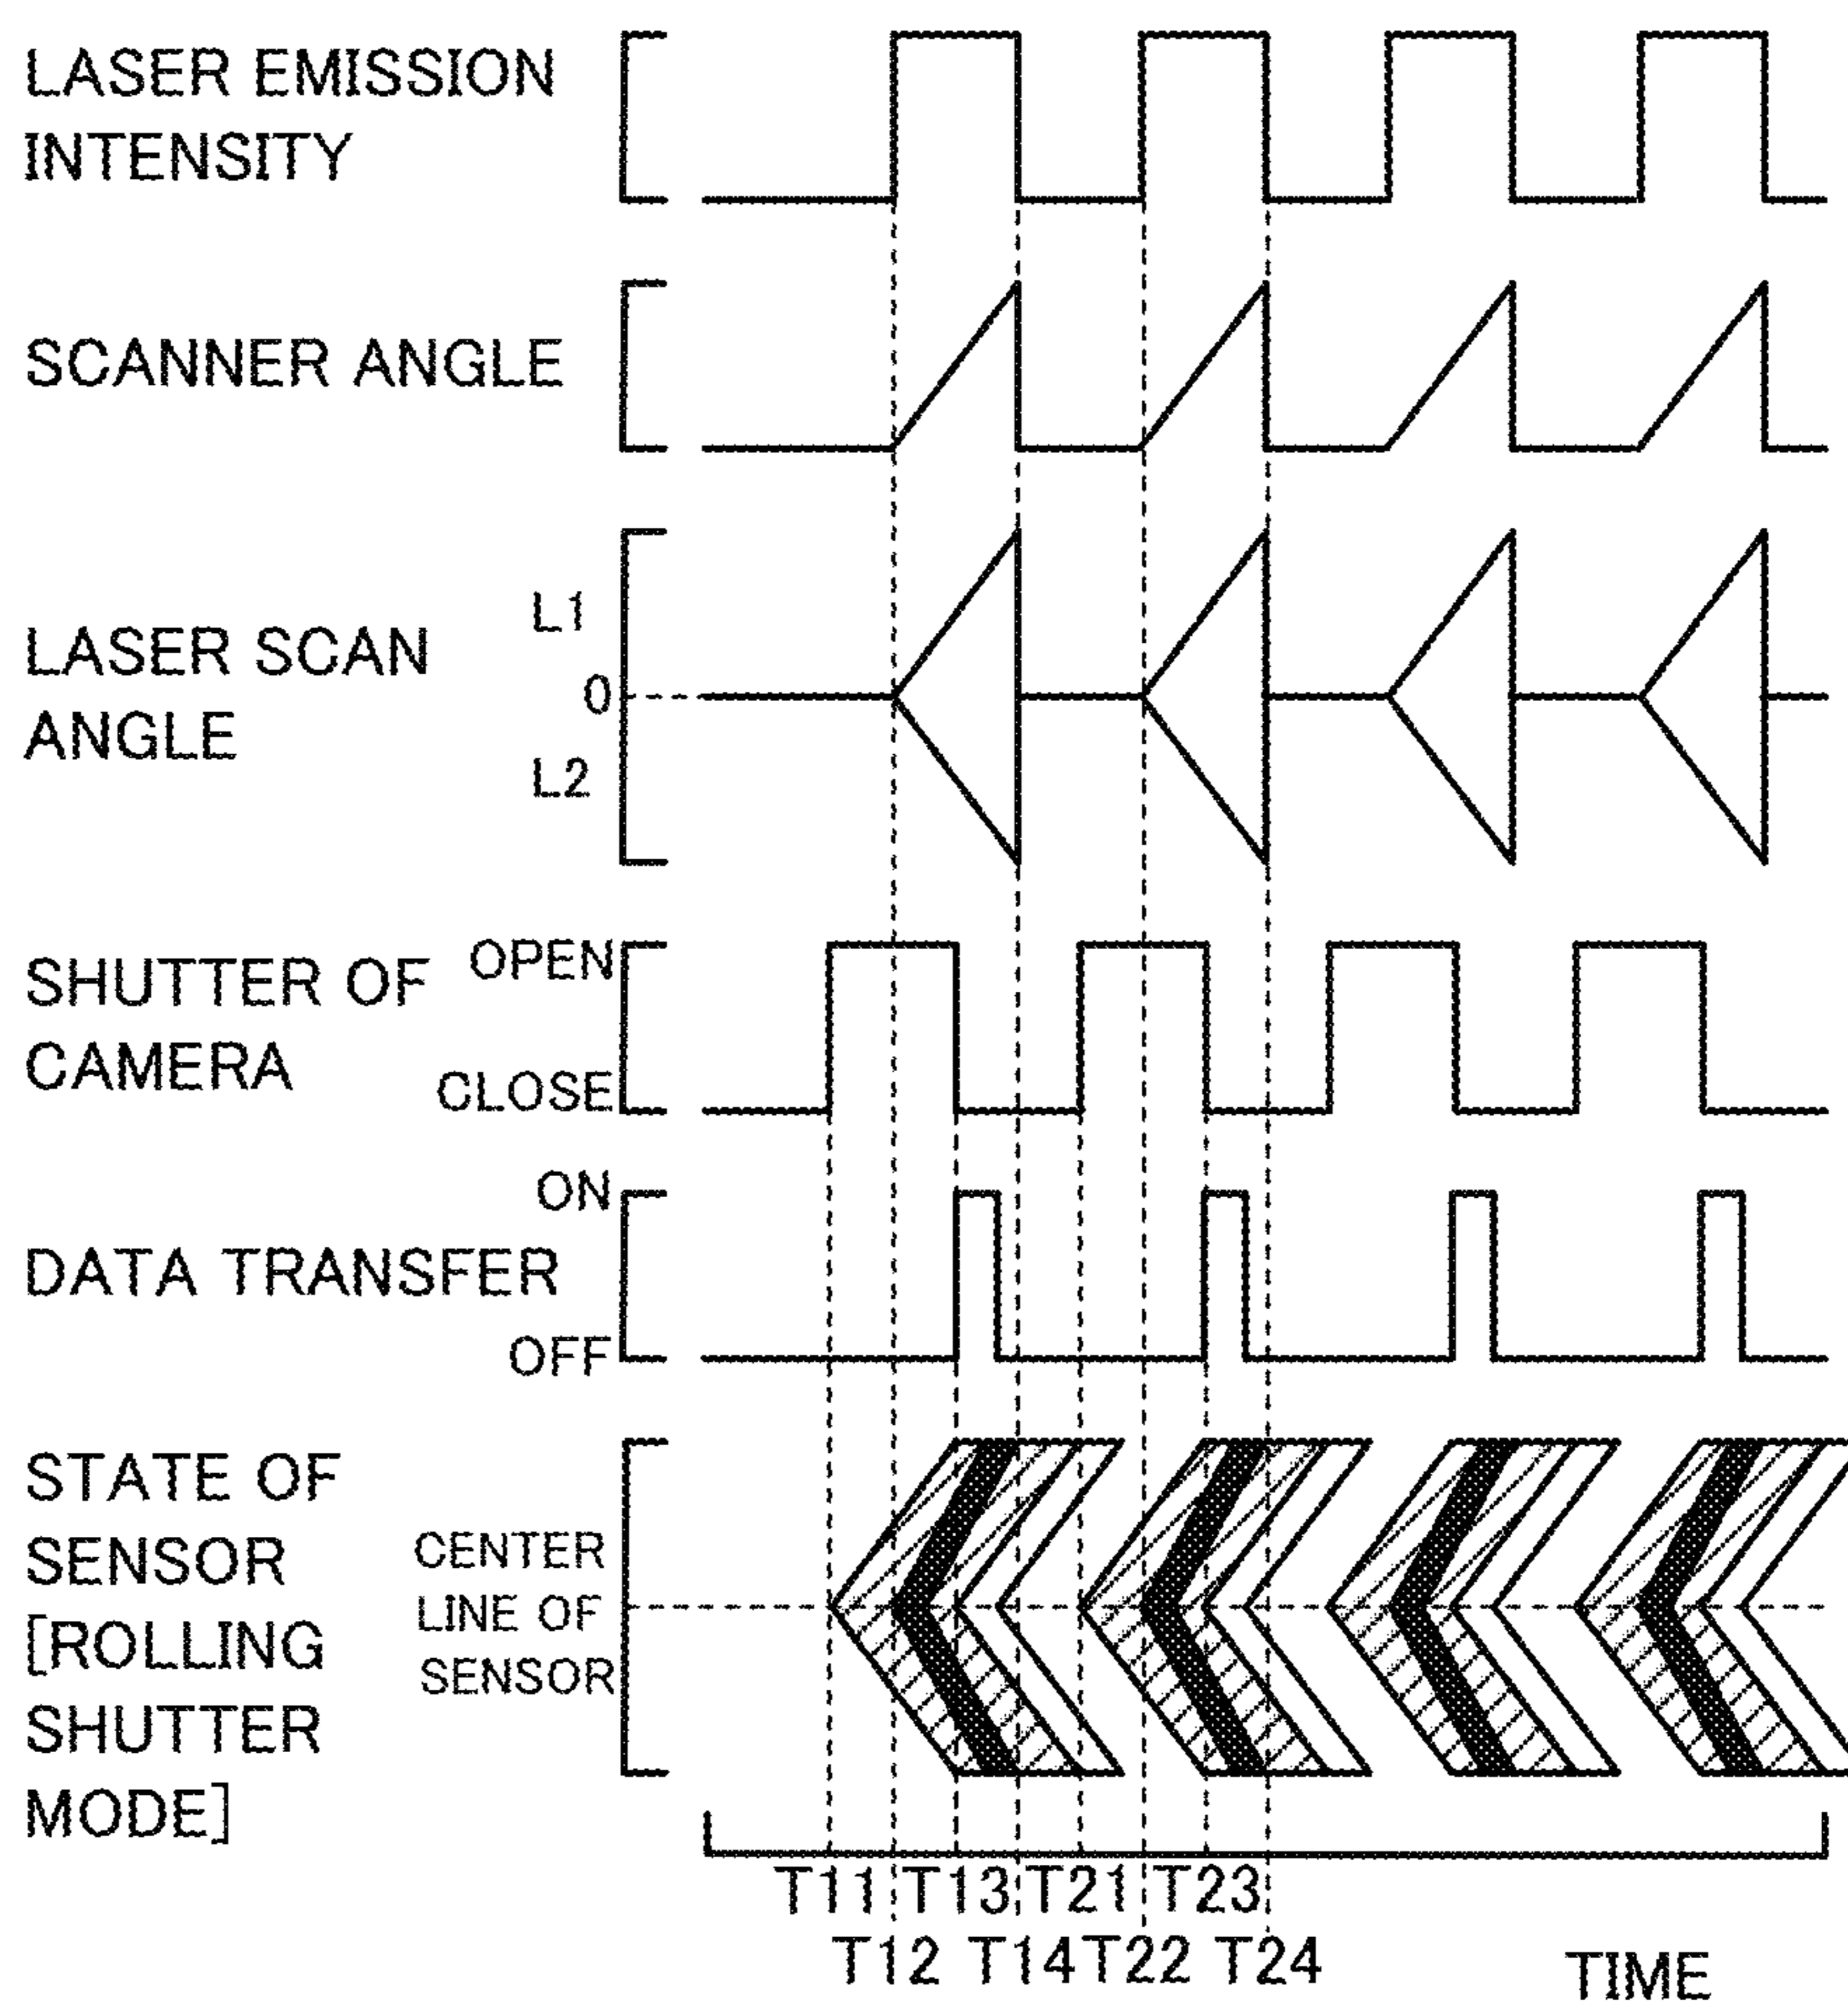 LASER EMISSION
INTENSITY
SCANNER ANGLE
LASER SCAN
ANGLE
L1
0
L2
SHUTTER OF
CAMERA
OPEN
CLOSE
DATA TRANSFER
ON
OFF
STATE OF
SENSOR
[ROLLING
SHUTTER
MODE]
CENTER
LINE OF
SENSOR
T11 T13 T21 T23
T12 T14 T22 T24
TIME